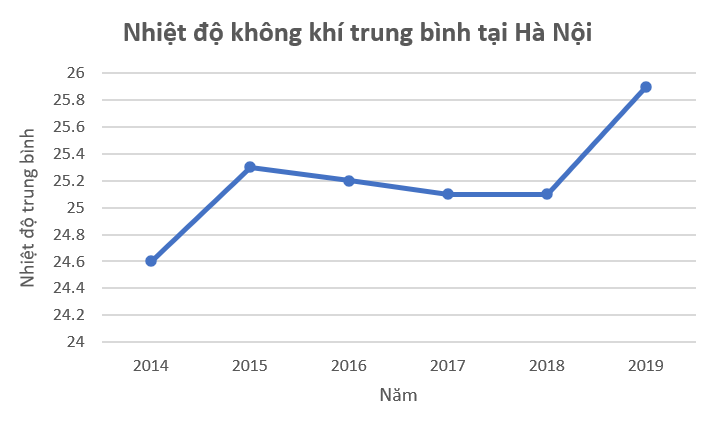 Nhiệt độ không khí trung bình tại Hà Nội
Nhiệt độ trung bình
26
25.8
25.6
25.4
25.2
25
24.8
24.6
24.4
24.2
24
2014 2015 2016 2017 2018 2019
Năm